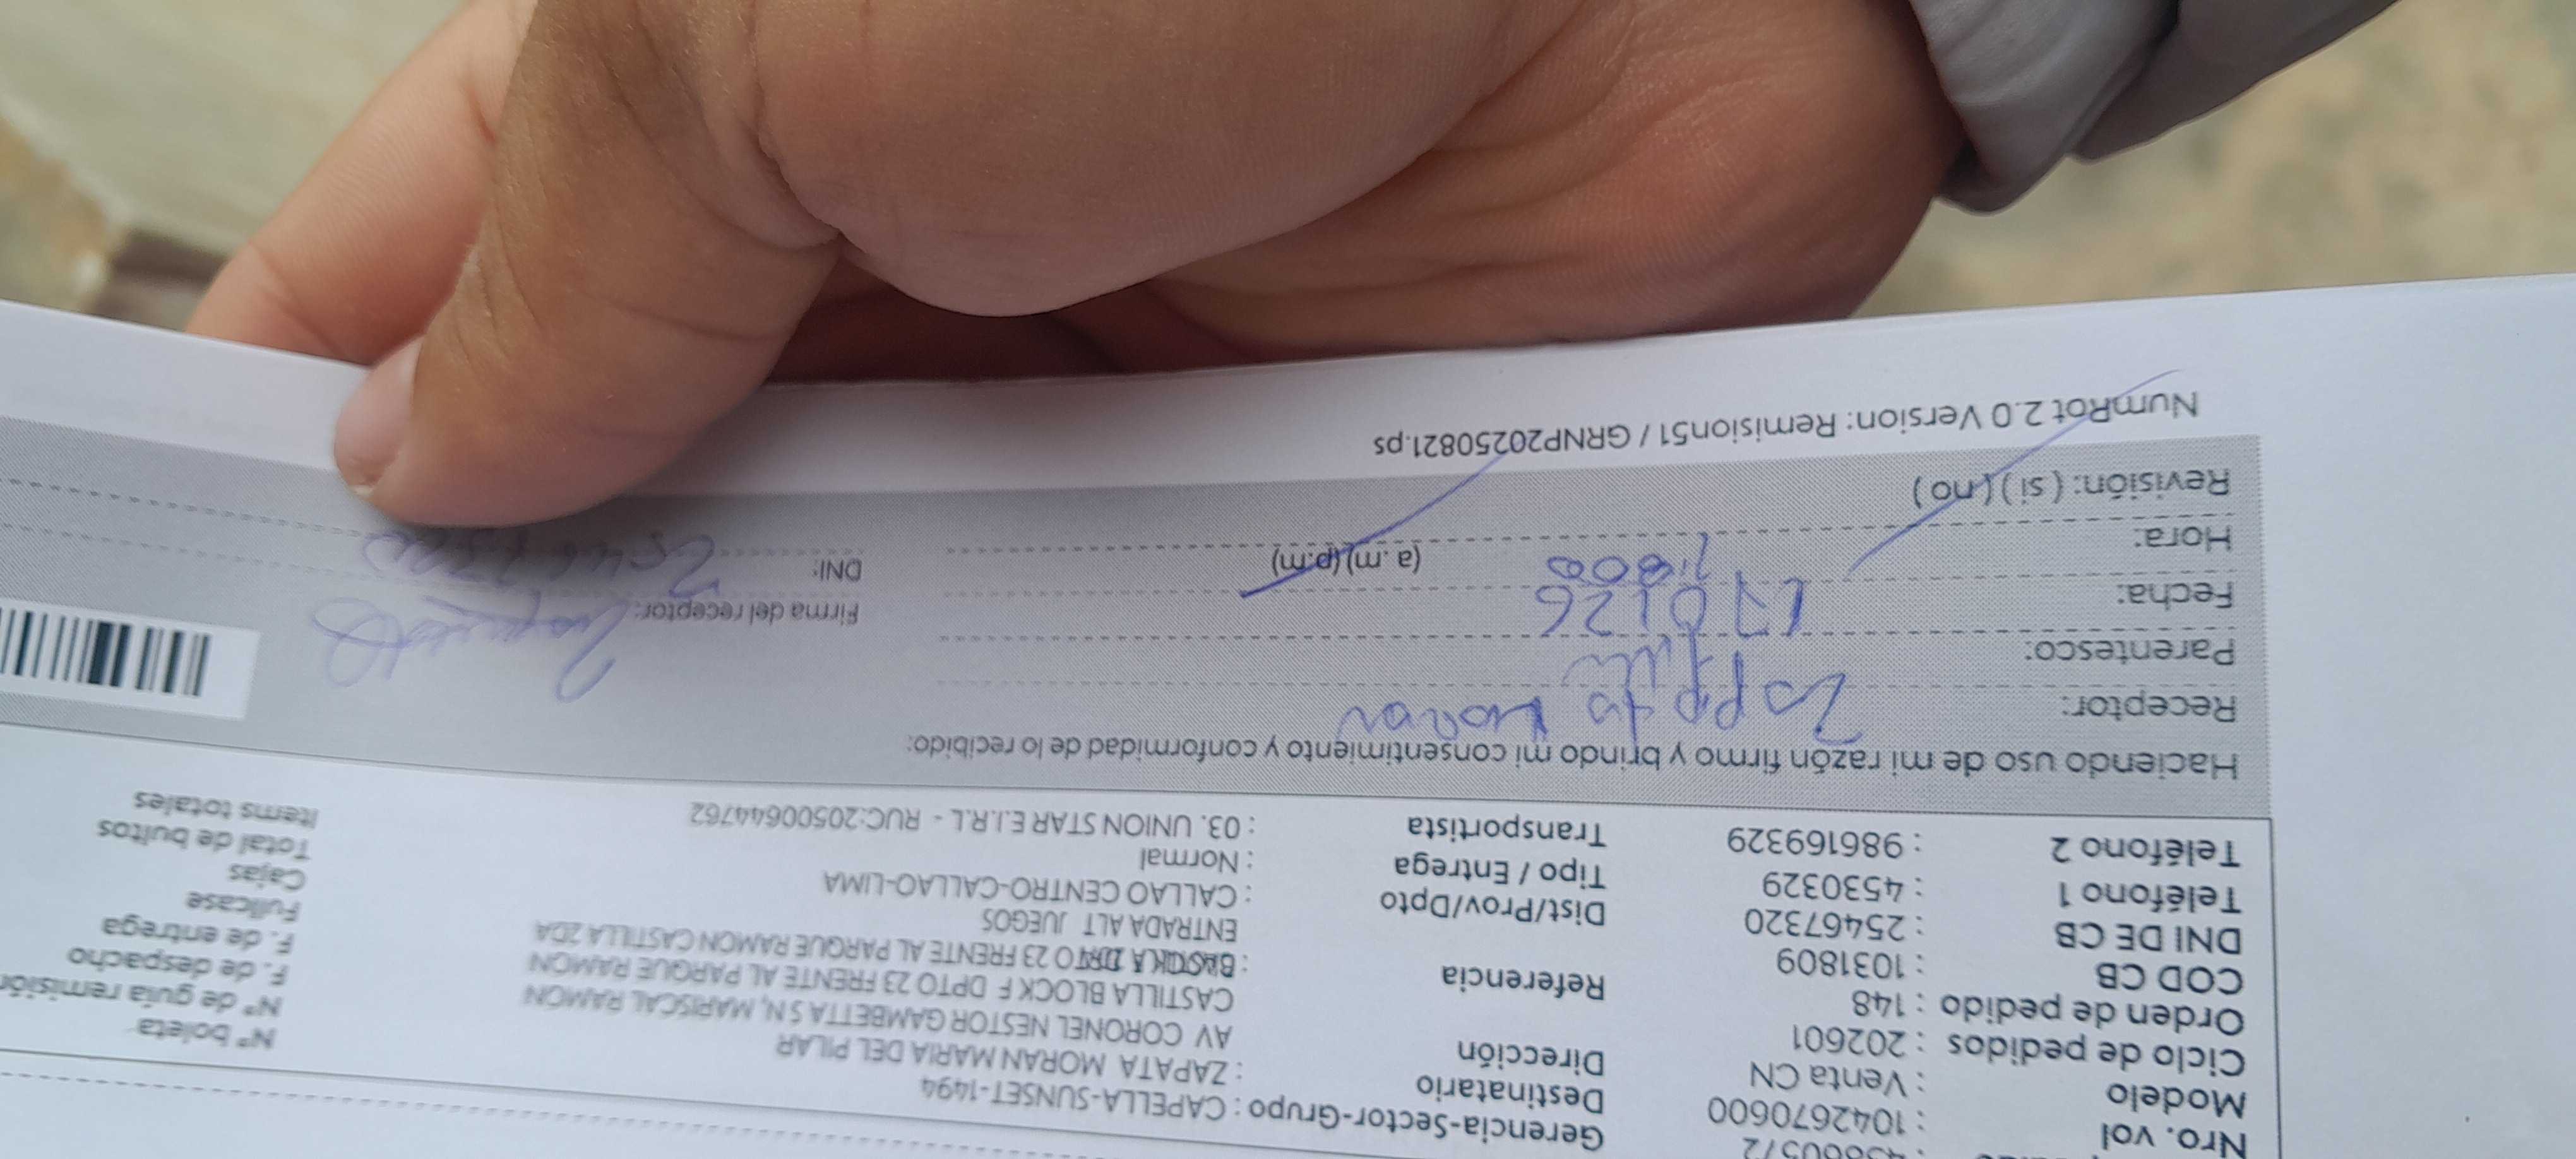 Nro. vol : 1042670600
Modelo : Venta CN
Ciclo de pedidos : 202601
Orden de pedido : 148
COD CB : 1031809
DNI DE CB : 25467320
Teléfono 1 : 4530329
Teléfono 2 : 986169329
Gerencia-Sector-Grupo : CAPELLA-SUNSET-1494
Destinatario : ZAPATA MORAN MARIA DEL PILAR
Dirección AV CORONEL NESTOR GAMBETTA S N, MARISCAL RAMON
CASTILLA BLOCK F DPTO 23 FRENTE AL PARQUE RAMON
Referencia : DPTO 23 FRENTE AL PARQUE RAMON CASTILLA 2DA
ENTRADA ALT JUEGOS
Dist/Prov/Dpto : CALLAO CENTRO-CALLAO-LIMA
Tipo / Entrega : Normal
Transportista : 03. UNION STAR E.I.R.L - RUC:20500644762
N° boleta
N° de guía remisión
F. de despacho
F. de entrega
Fullcase
Cajas
Total de bultos
Items totales
Haciendo uso de mi razón firmo y brindo mi consentimiento y conformidad de lo recibido:
Receptor: Zapata Moran
Parentesco:
Fecha: 170126
Hora: (a.m)(p.m)
Revisión: (si)(no)
Firma del receptor:
DNI:
NumRot 2.0 Version: Remision51 / GRNP20250821.ps